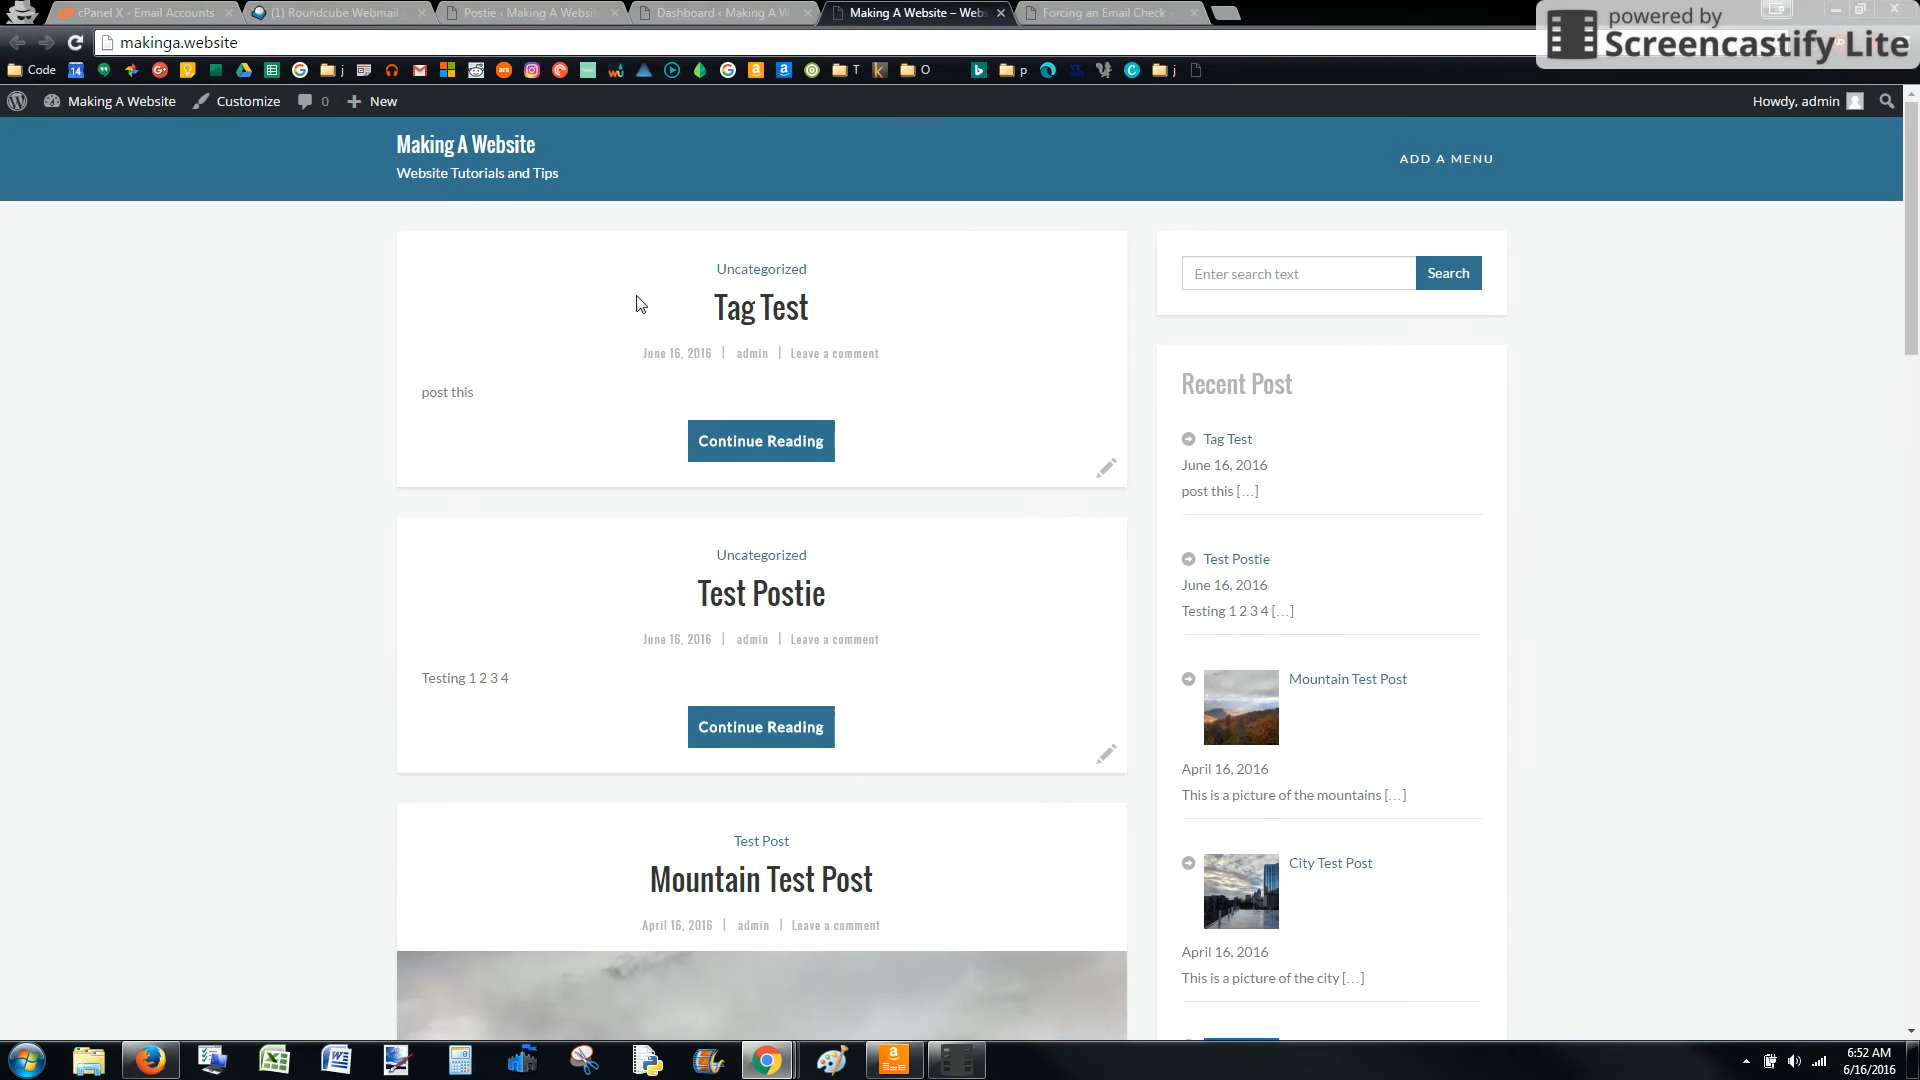 cPanel X - Email Accounts
(1) Roundcube Webmail
Postie ‹ Making A Websit
Dashboard ‹ Making A W
Making A Website – Web
Forcing an Email Check
powered by
Screencastify Lite
makinga.website
Code
14
j
T
O
p
j
Making A Website
Customize
0
New
Howdy, admin
Making A Website
Website Tutorials and Tips
ADD A MENU
Uncategorized
Tag Test
June 16, 2016 | admin | Leave a comment
post this
Continue Reading
Uncategorized
Test Postie
June 16, 2016 | admin | Leave a comment
Testing 1 2 3 4
Continue Reading
Test Post
Mountain Test Post
April 16, 2016 | admin | Leave a comment
Enter search text
Search
Recent Post
Tag Test
June 16, 2016
post this […]
Test Postie
June 16, 2016
Testing 1 2 3 4 […]
Mountain Test Post
April 16, 2016
This is a picture of the mountains […]
City Test Post
April 16, 2016
This is a picture of the city […]
6:52 AM
6/16/2016